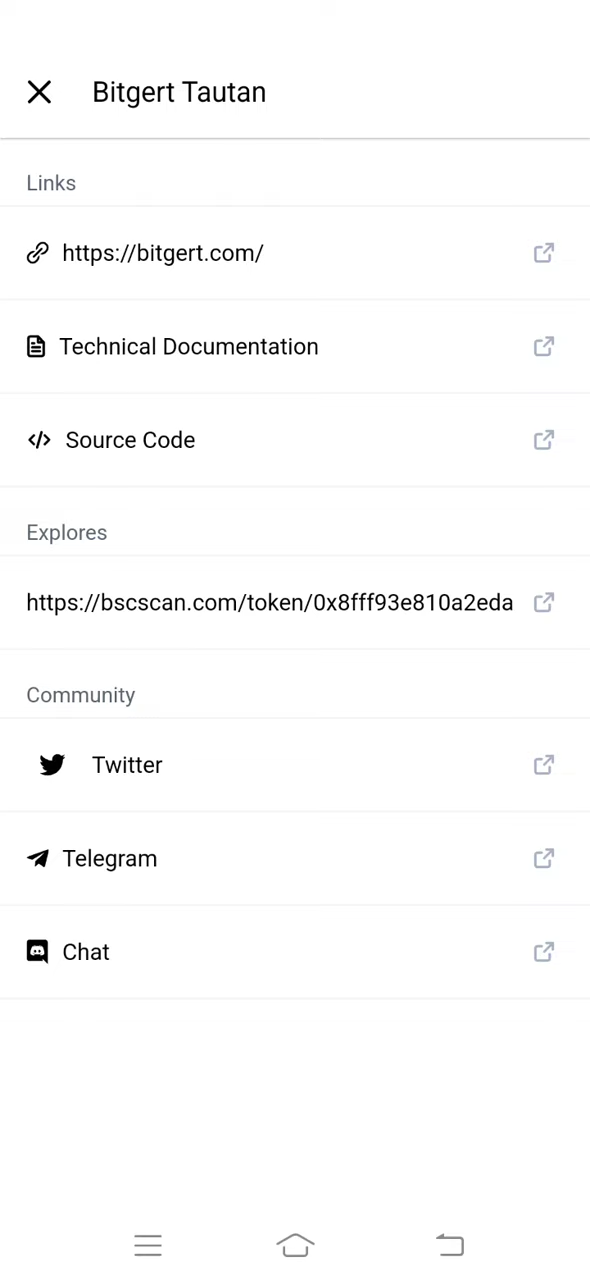 Bitgert Tautan
Links
https://bitgert.com/
Technical Documentation
Source Code
Explores
https://bscscan.com/token/0x8fff93e810a2eda
Community
Twitter
Telegram
Chat